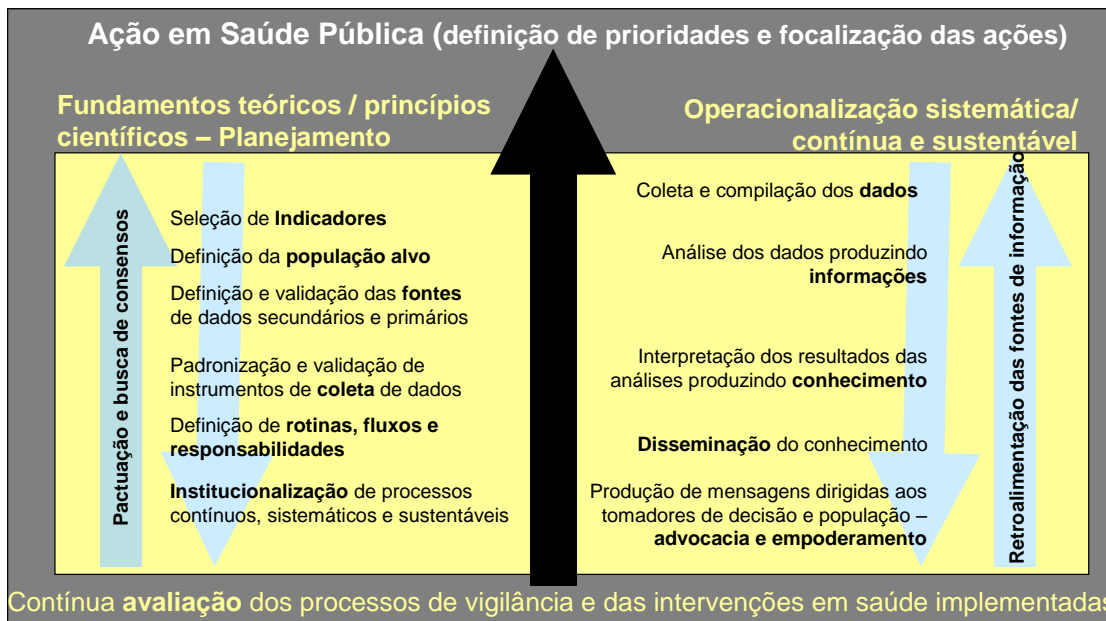 Ação em Saúde Pública (definição de prioridades e focalização das ações)
Fundamentos teóricos / princípios
científicos – Planejamento
Pactuação e busca de consensos
Seleção de Indicadores
Definição da população alvo
Definição e validação das fontes
de dados secundários e primários
Padronização e validação de
instrumentos de coleta de dados
Definição de rotinas, fluxos e
responsabilidades
Institucionalização de processos
contínuos, sistemáticos e sustentáveis
Operacionalização sistemática/
contínua e sustentável
Coleta e compilação dos dados
Análise dos dados produzindo
informações
Interpretação dos resultados das
análises produzindo conhecimento
Disseminação do conhecimento
Produção de mensagens dirigidas aos
tomadores de decisão e população –
advocacia e empoderamento
Retroalimentação das fontes de informação
Contínua avaliação dos processos de vigilância e das intervenções em saúde implementadas